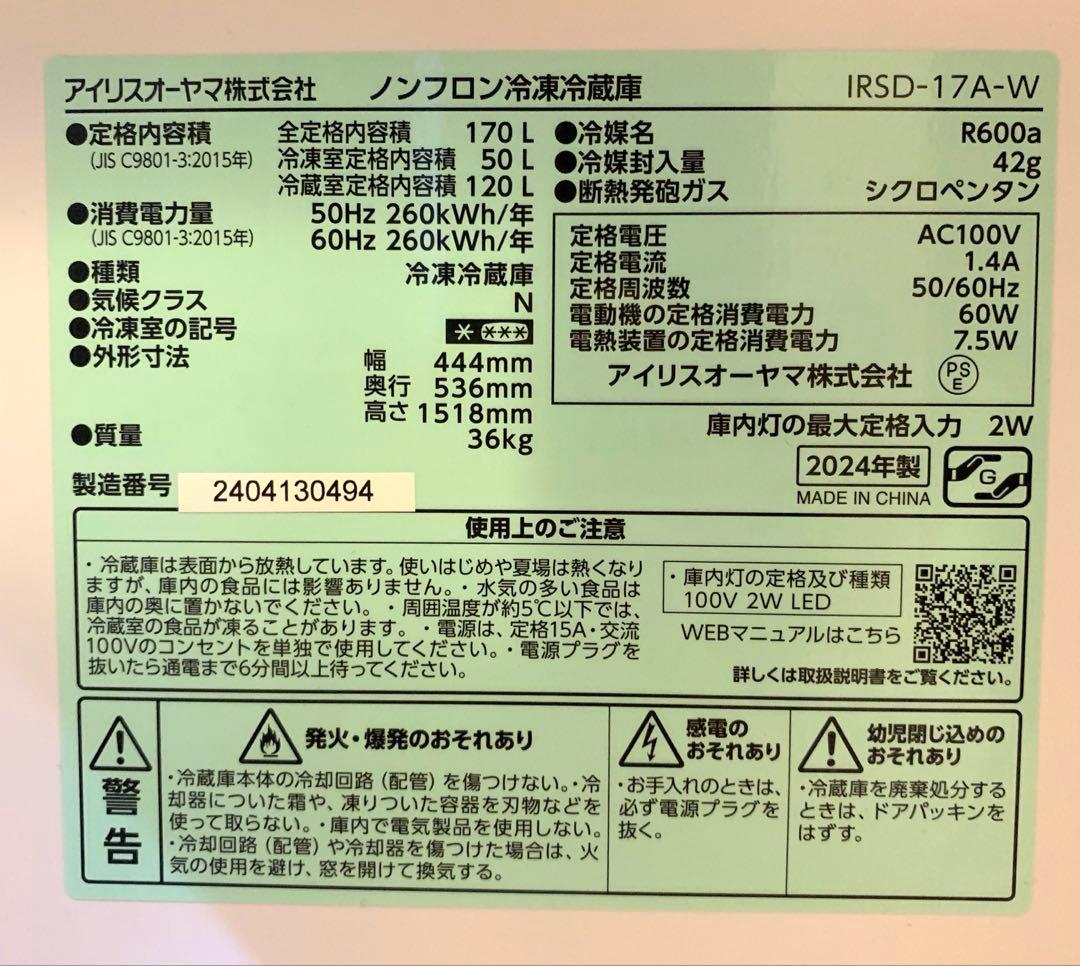 アイリスオーヤマ株式会社 ノンフロン冷凍冷蔵庫 IRSD-17A-W
●定格内容積 全定格内容積 170 L
(JIS C9801-3:2015年) 冷凍室定格内容積 50 L
冷蔵室定格内容積 120 L
●消費電力量 50Hz 260kWh/年
(JIS C9801-3:2015年) 60Hz 260kWh/年
●種類 冷凍冷蔵庫
●気候クラス N
●冷凍室の記号 * ***
●外形寸法 幅 444mm
奥行 536mm
高さ 1518mm
●質量 36kg
製造番号 2404130494
●冷媒名 R600a
●冷媒封入量 42g
●断熱発砲ガス シクロペンタン
定格電圧 AC100V
定格電流 1.4A
定格周波数 50/60Hz
電動機の定格消費電力 60W
電熱装置の定格消費電力 7.5W
アイリスオーヤマ株式会社 PSE
庫内灯の最大定格入力 2W
2024年製
MADE IN CHINA
G
使用上のご注意
・冷蔵庫は表面から放熱しています。使いはじめや夏場は熱くなり
ますが、庫内の食品には影響ありません。・水気の多い食品は
庫内の奥に置かないでください。・周囲温度が約5℃以下では、
冷蔵室の食品が凍ることがあります。・電源は、定格15A・交流
100Vのコンセントを単独で使用してください。・電源プラグを
抜いたら通電まで6分間以上待ってください。
・庫内灯の定格及び種類
100V 2W LED
WEBマニュアルはこちら
詳しくは取扱説明書をご覧ください。
警告
発火・爆発のおそれあり
・冷蔵庫本体の冷却回路（配管）を傷つけない。・冷
却器についた霜や、凍りついた容器を刃物などを
使って取らない。・庫内で電気製品を使用しない。
・冷却回路（配管）や冷却器を傷つけた場合は、火
気の使用を避け、窓を開けて換気する。
感電の
おそれあり
・お手入れのときは、
必ず電源プラグを
抜く。
幼児閉じ込めの
おそれあり
・冷蔵庫を廃棄処分する
ときは、ドアパッキンを
はずす。